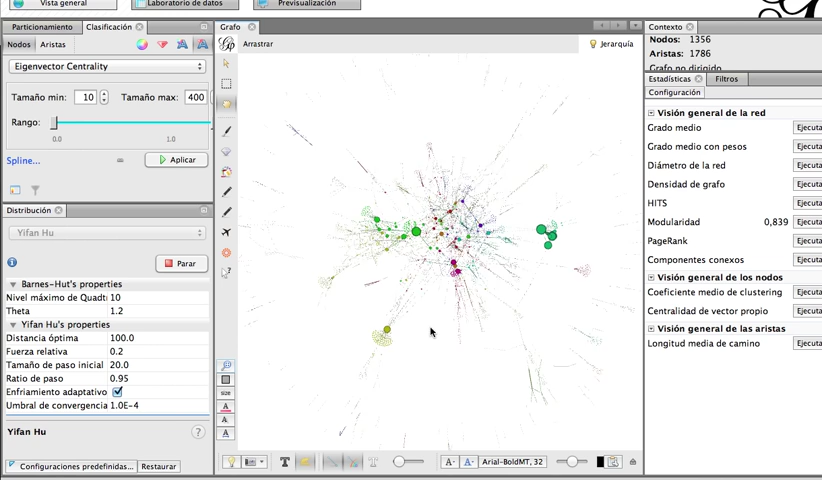 Vista general
Laboratorio de datos
Previsualización
Particionamiento
Clasificación
Nodos
Aristas
Eigenvector Centrality
Tamaño min: 10
Tamaño max: 400
Rango:
0.0
1.0
Spline...
Aplicar
Distribución
Yifan Hu
Parar
Barnes-Hut's properties
Nivel máximo de Quadt 10
Theta 1.2
Yifan Hu's properties
Distancia óptima 100.0
Fuerza relativa 0.2
Tamaño de paso inicial 20.0
Ratio de paso 0.95
Enfriamiento adaptativo
Umbral de convergencia 1.0E-4
Yifan Hu
?
Configuraciones predefinidas...
Restaurar
Grafo
Arrastrar
Jerarquía
size
A
A
A
T
T
A-
A-
Arial-BoldMT, 32
Contexto
Nodos: 1356
Aristas: 1786
Grafo no dirigido
Estadísticas
Filtros
Configuración
Visión general de la red
Grado medio Ejecuta
Grado medio con pesos Ejecuta
Diámetro de la red Ejecuta
Densidad de grafo Ejecuta
HITS Ejecuta
Modularidad 0,839 Ejecuta
PageRank Ejecuta
Componentes conexos Ejecuta
Visión general de los nodos
Coeficiente medio de clustering Ejecuta
Centralidad de vector propio Ejecuta
Visión general de las aristas
Longitud media de camino Ejecuta